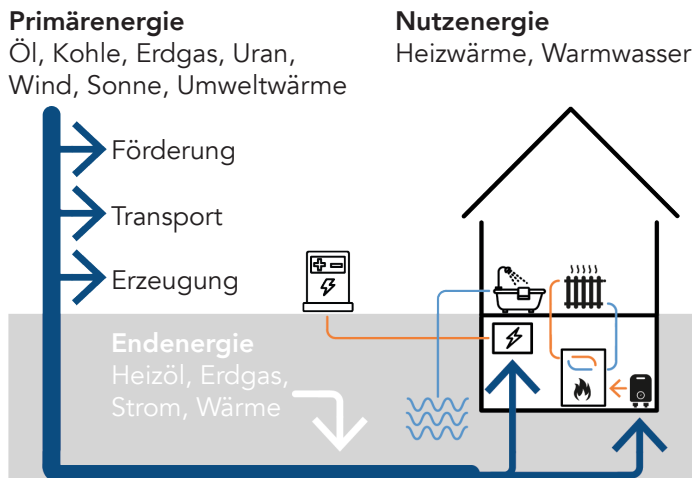 Primärenergie
Öl, Kohle, Erdgas, Uran,
Wind, Sonne, Umweltwärme
Nutzenergie
Heizwärme, Warmwasser
Förderung
Transport
Erzeugung
Endenergie
Heizöl, Erdgas,
Strom, Wärme